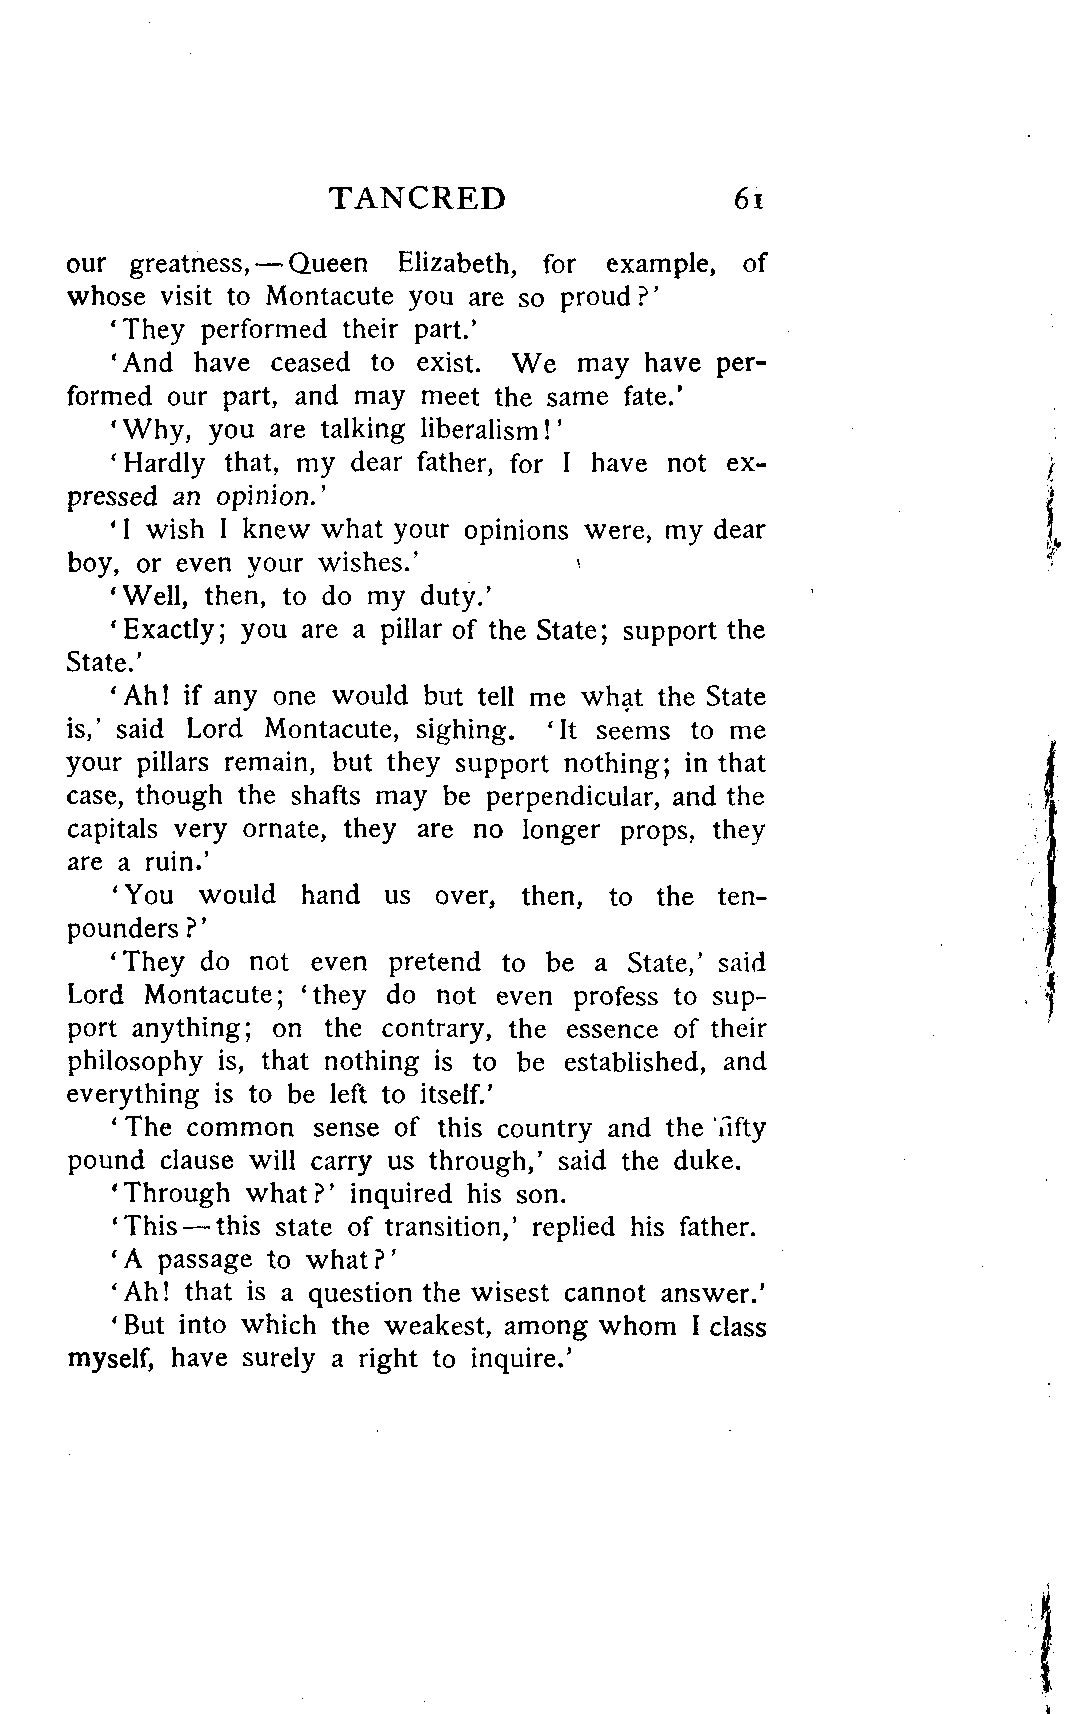 TANCRED 61
our greatness,—Queen Elizabeth, for example, of
whose visit to Montacute you are so proud?'
'They performed their part.'
'And have ceased to exist. We may have per-
formed our part, and may meet the same fate.'
'Why, you are talking liberalism!'
'Hardly that, my dear father, for I have not ex-
pressed an opinion.'
'I wish I knew what your opinions were, my dear
boy, or even your wishes.'
'Well, then, to do my duty.'
'Exactly; you are a pillar of the State; support the
State.'
'Ah! if any one would but tell me what the State
is,' said Lord Montacute, sighing. 'It seems to me
your pillars remain, but they support nothing; in that
case, though the shafts may be perpendicular, and the
capitals very ornate, they are no longer props, they
are a ruin.'
'You would hand us over, then, to the ten-
pounders?'
'They do not even pretend to be a State,' said
Lord Montacute; 'they do not even profess to sup-
port anything; on the contrary, the essence of their
philosophy is, that nothing is to be established, and
everything is to be left to itself.'
'The common sense of this country and the fifty
pound clause will carry us through,' said the duke.
'Through what?' inquired his son.
'This—this state of transition,' replied his father.
'A passage to what?'
'Ah! that is a question the wisest cannot answer.'
'But into which the weakest, among whom I class
myself, have surely a right to inquire.'